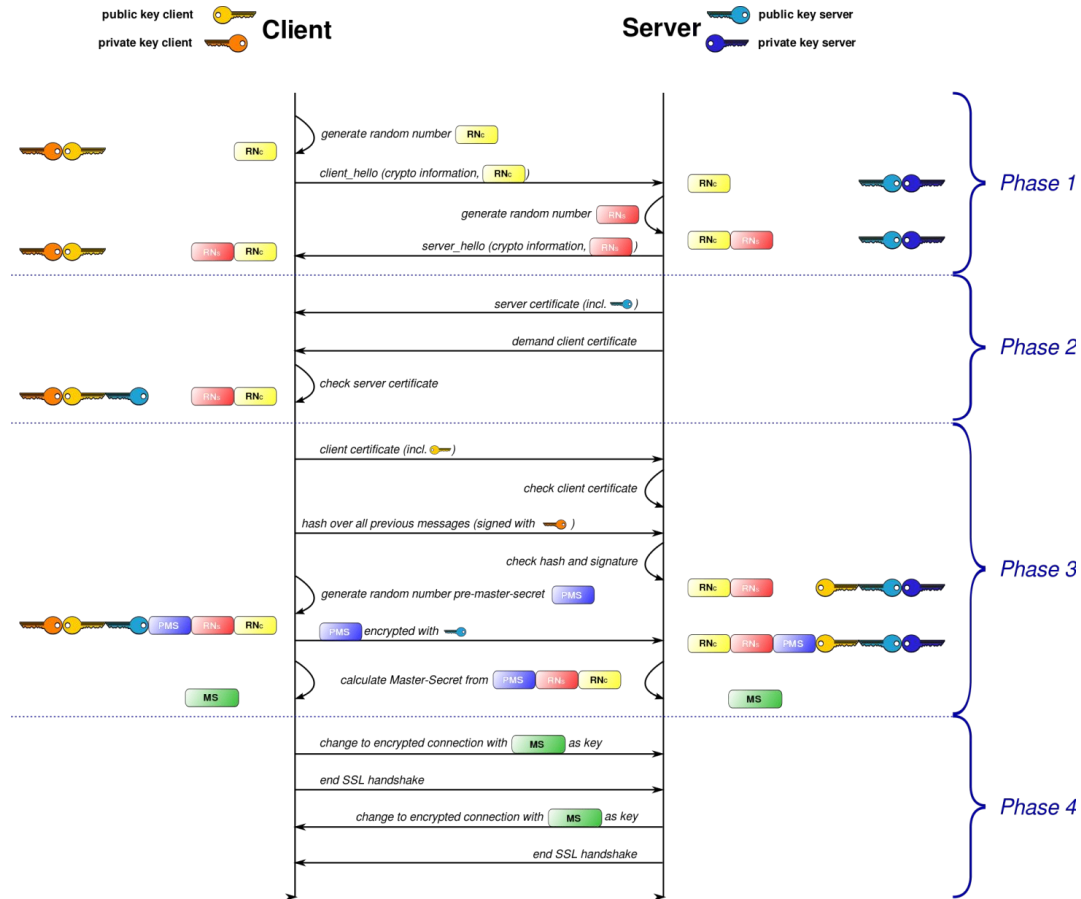 public key client
private key client
Client
Server
public key server
private key server
generate random number RNc
RNc
client_hello (crypto information, RNc)
RNc
Phase 1
generate random number RNs
RNc RNs
server_hello (crypto information, RNs)
RNs RNc
server certificate (incl. )
demand client certificate
Phase 2
check server certificate
RNs RNc
client certificate (incl. )
check client certificate
hash over all previous messages (signed with )
check hash and signature
Phase 3
RNc RNs
generate random number pre-master-secret PMS
PMS RNs RNc
PMS encrypted with
RNc RNs PMS
calculate Master-Secret from PMS RNs RNc
MS
MS
change to encrypted connection with MS as key
end SSL handshake
Phase 4
change to encrypted connection with MS as key
end SSL handshake